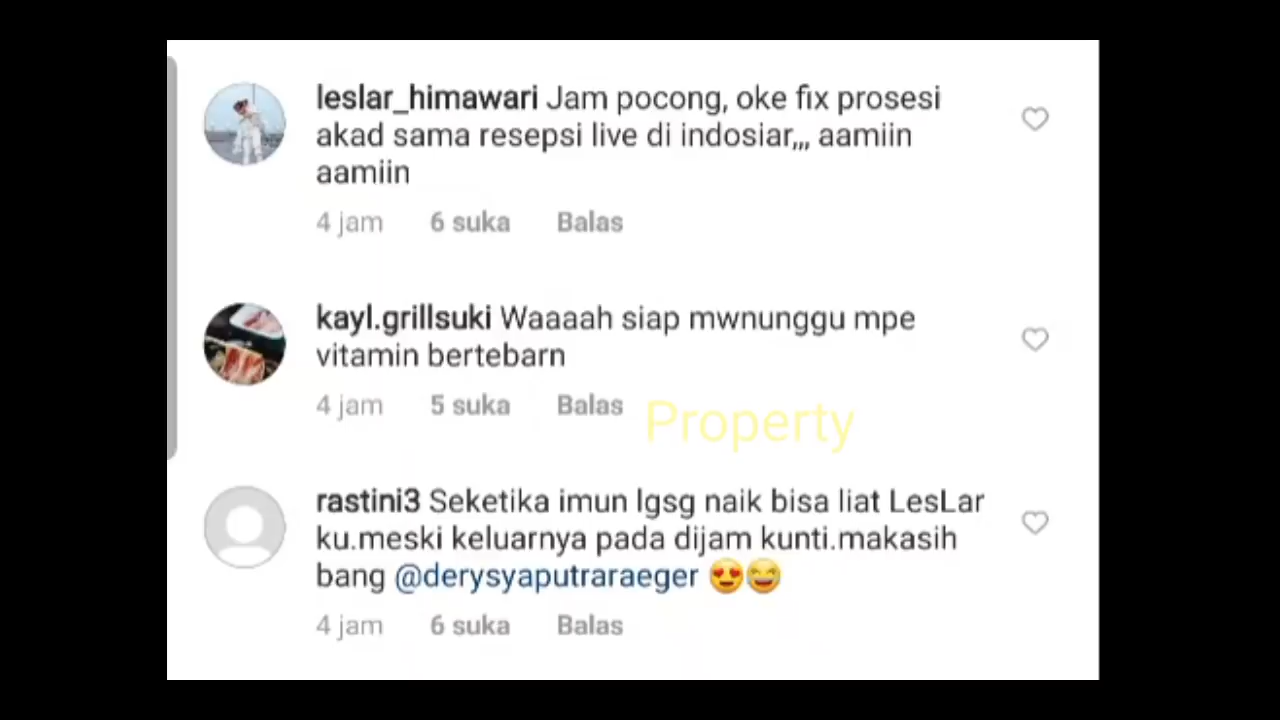 leslar_himawari Jam pocong, oke fix prosesi
akad sama resepsi live di indosiar,,, aamiin
aamiin
4 jam 6 suka Balas
kayl.grillsuki Waaaah siap mwnunggu mpe
vitamin bertebarn
4 jam 5 suka Balas
Property
rastini3 Seketika imun lgsg naik bisa liat LesLar
ku.meski keluarnya pada dijam kunti.makasih
bang @derysyaputraraeger 😍😂
4 jam 6 suka Balas